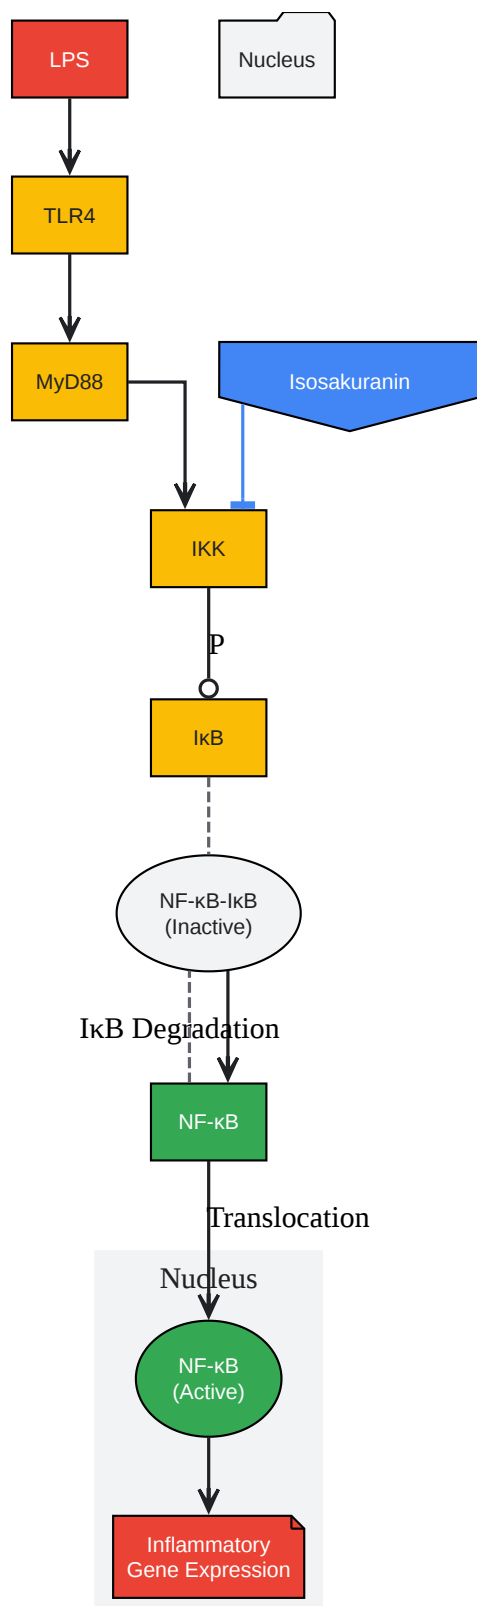 LPS
Nucleus
TLR4
MyD88
Isosakuranin
IKK
P
IκB
NF-κB-IκB
(Inactive)
IκB Degradation
NF-κB
Translocation
Nucleus
NF-κB
(Active)
Inflammatory
Gene Expression